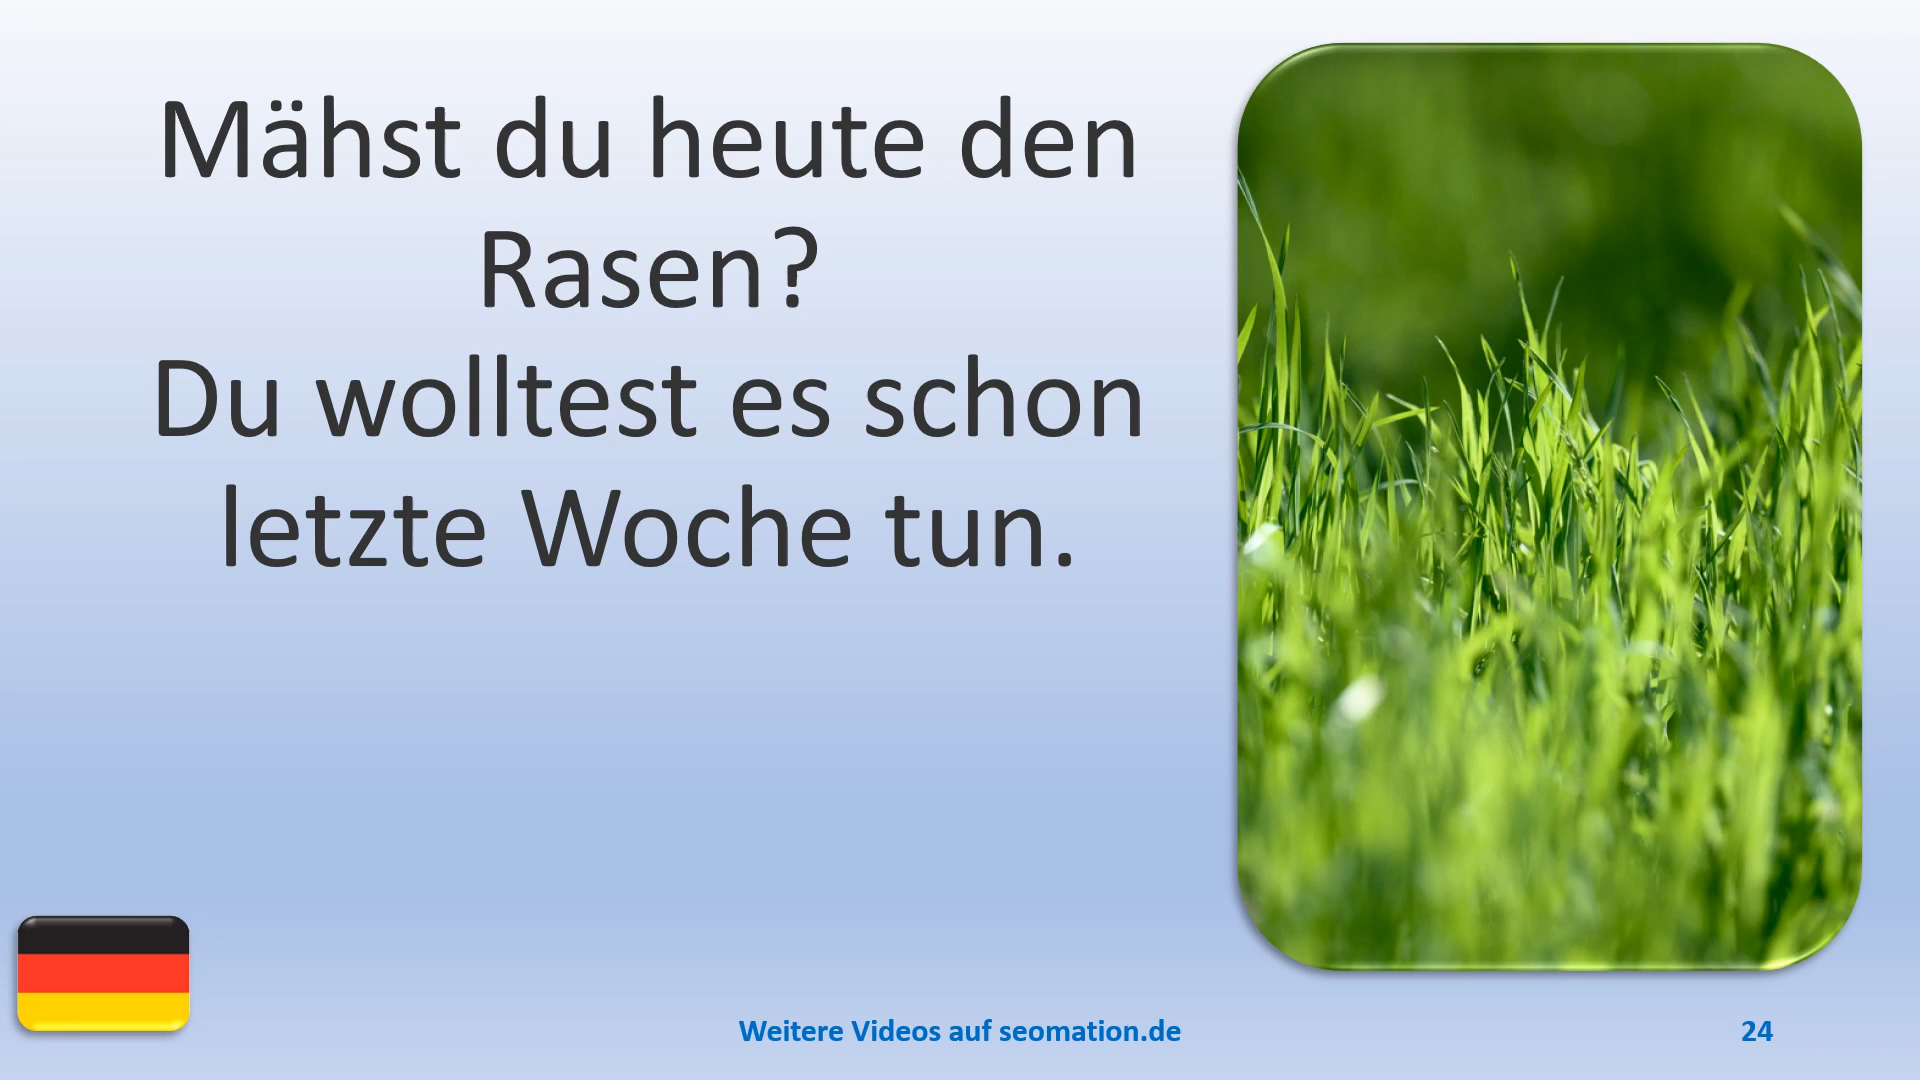 Mähst du heute den
Rasen?
Du wolltest es schon
letzte Woche tun.
Weitere Videos auf seomation.de
24